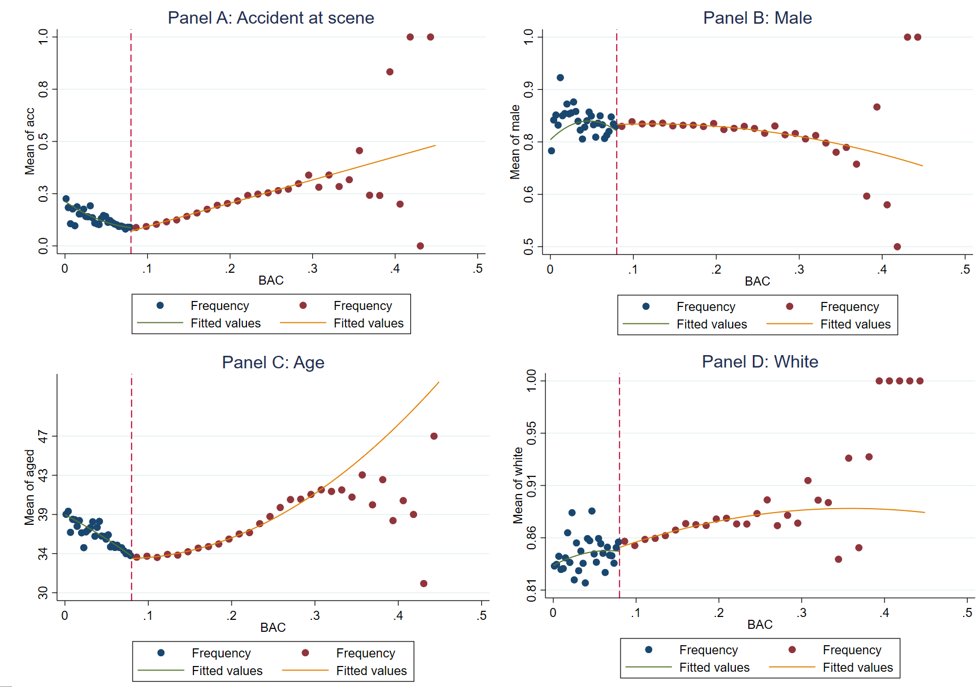 Panel A: Accident at scene
Mean of acc
1.0
0.8
0.5
0.3
0.0
0 .1 .2 .3 .4 .5
BAC
Frequency Frequency
Fitted values Fitted values
Panel B: Male
Mean of male
1.0
0.9
0.8
0.6
0.5
0 .1 .2 .3 .4 .5
BAC
Frequency Frequency
Fitted values Fitted values
Panel C: Age
Mean of aged
47
43
39
34
30
0 .1 .2 .3 .4 .5
BAC
Frequency Frequency
Fitted values Fitted values
Panel D: White
Mean of white
1.00
0.95
0.91
0.86
0.81
0 .1 .2 .3 .4 .5
BAC
Frequency Frequency
Fitted values Fitted values